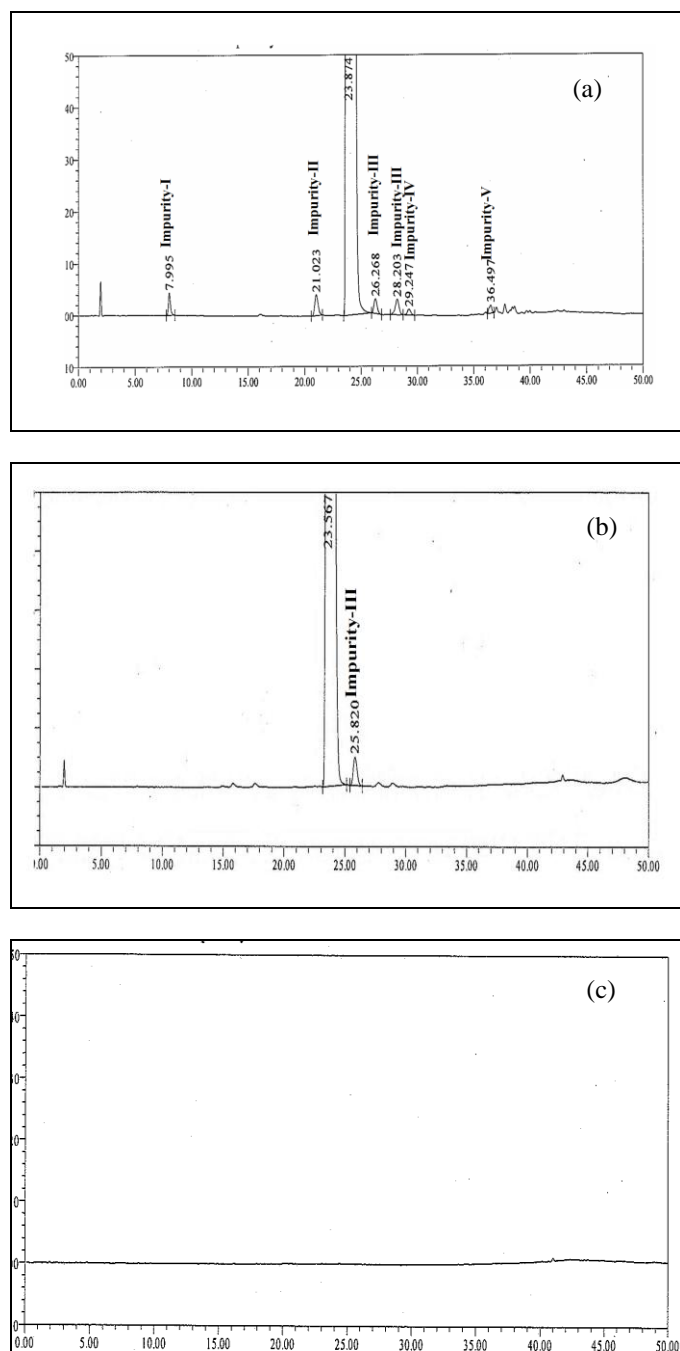 (a)
50
40
30
20
10
00
10
7.995 Impurity-I
21.023 Impurity-II
23.874
26.268 Impurity-III
28.203 Impurity-III
29.247 Impurity-IV
36.497 Impurity-V
0.00 5.00 10.00 15.00 20.00 25.00 30.00 35.00 40.00 45.00 50.00
(b)
23.567
25.820 Impurity-III
0.00 5.00 10.00 15.00 20.00 25.00 30.00 35.00 40.00 45.00 50.00
(c)
0.00 5.00 10.00 15.00 20.00 25.00 30.00 35.00 40.00 45.00 50.00